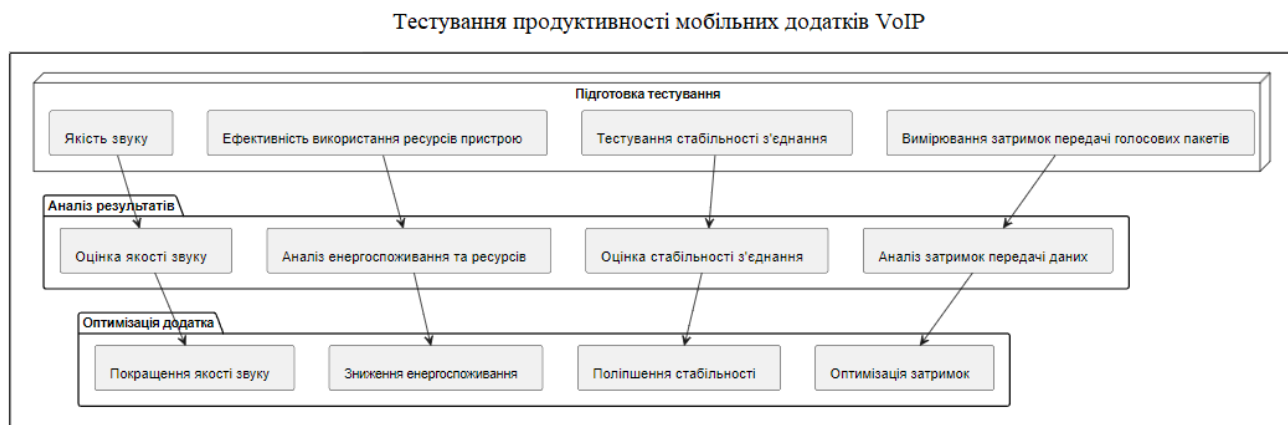 Тестування продуктивності мобільних додатків VoIP
Підготовка тестування
Якість звуку
Ефективність використання ресурсів пристрою
Тестування стабільності з'єднання
Вимірювання затримок передачі голосових пакетів
Аналіз результатів
Оцінка якості звуку
Аналіз енергоспоживання та ресурсів
Оцінка стабільності з'єднання
Аналіз затримок передачі даних
Оптимізація додатка
Покращення якості звуку
Зниження енергоспоживання
Поліпшення стабільності
Оптимізація затримок